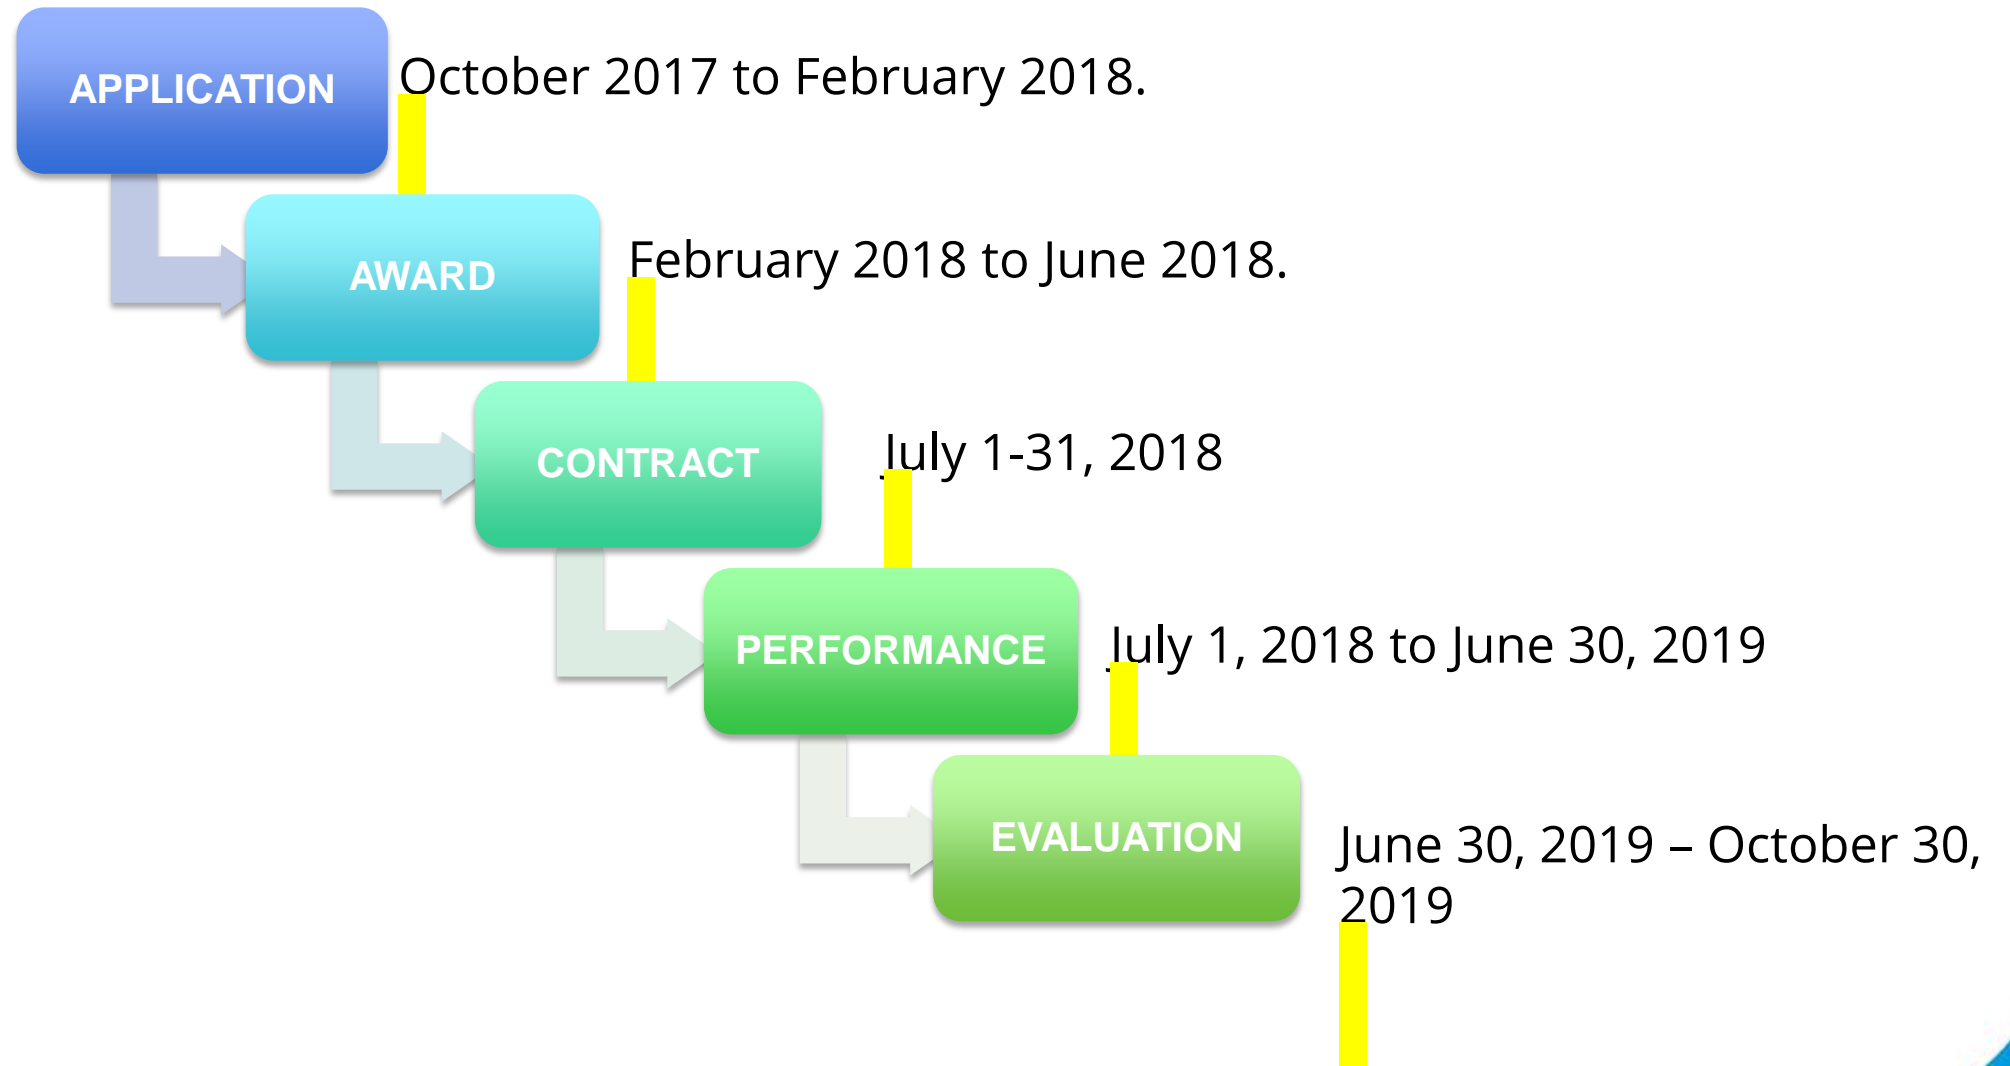 APPLICATION
October 2017 to February 2018.
AWARD
February 2018 to June 2018.
CONTRACT
July 1-31, 2018
PERFORMANCE
July 1, 2018 to June 30, 2019
EVALUATION
June 30, 2019 – October 30,
2019